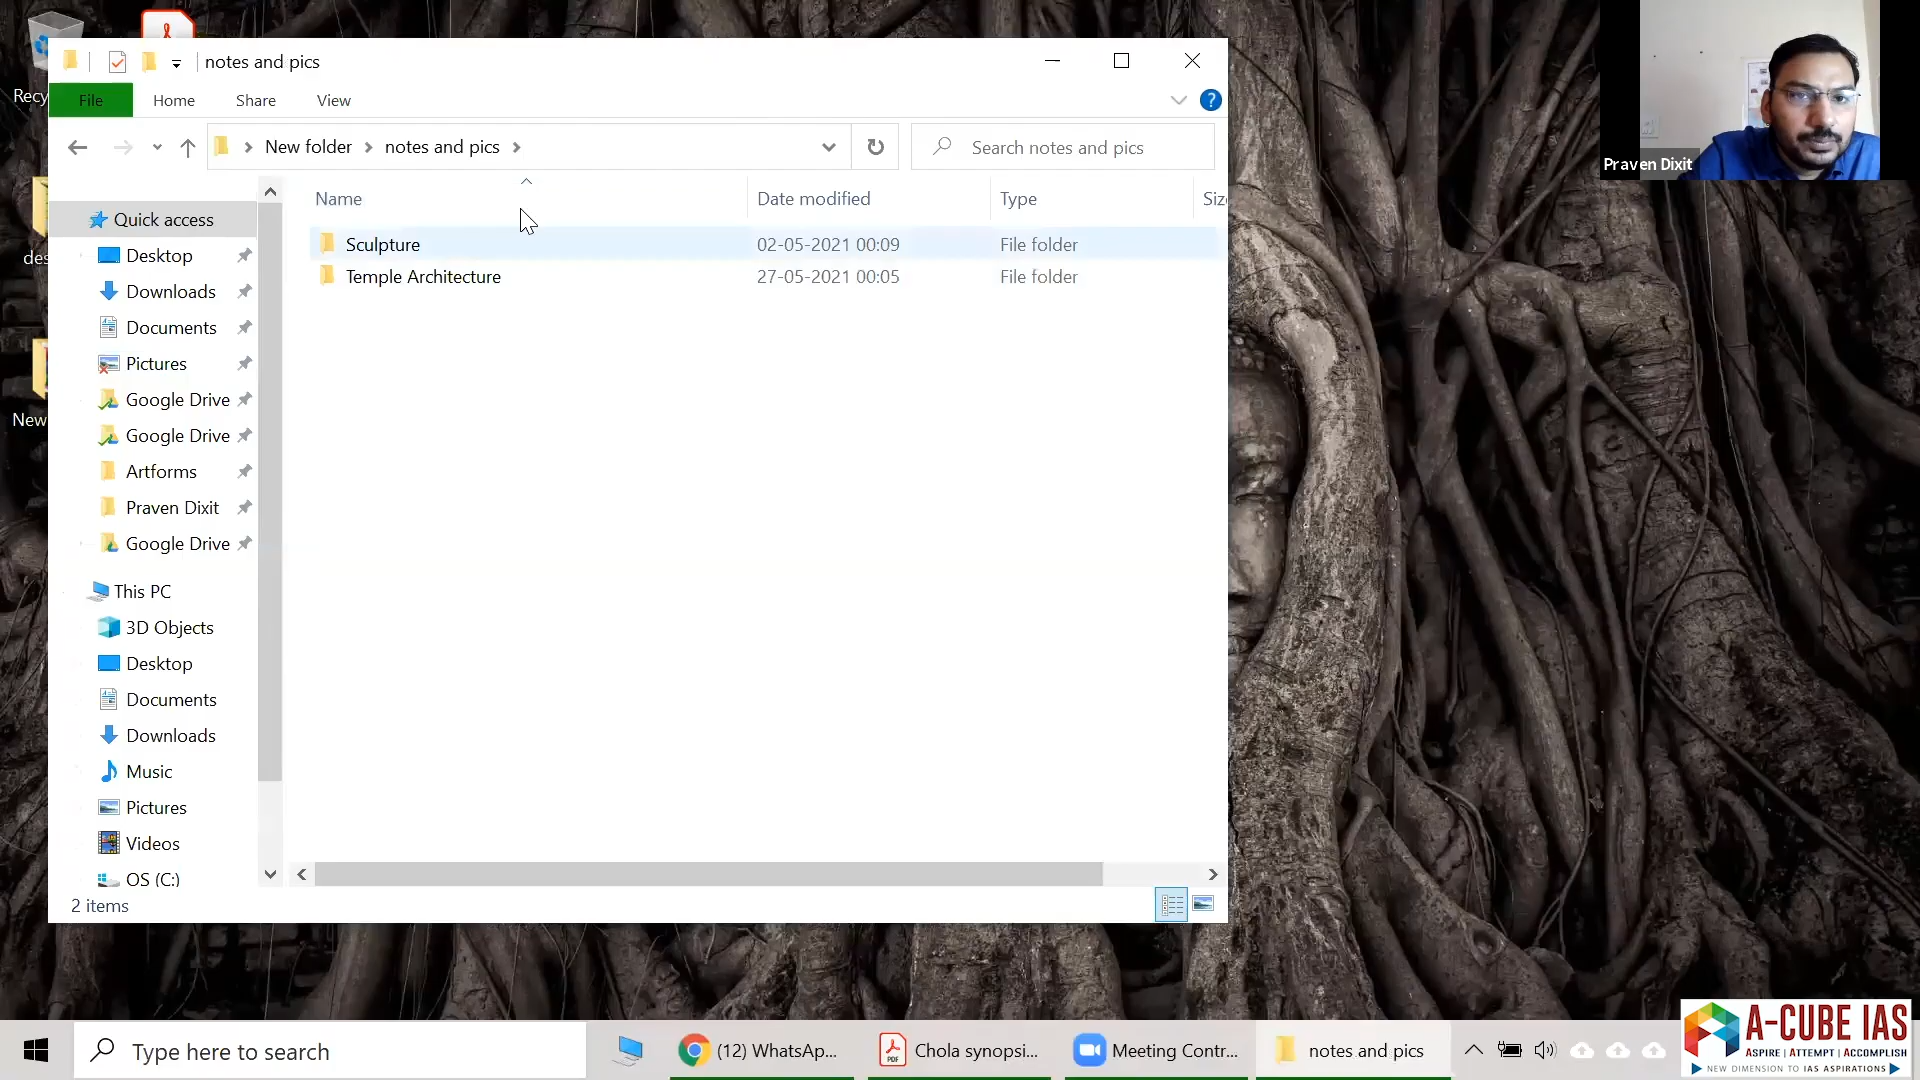 notes and pics
File
Home
Share
View
New folder
notes and pics
Search notes and pics
Name
Date modified
Type
Quick access
Desktop
Downloads
Documents
Pictures
Google Drive
Google Drive
Artforms
Praven Dixit
Google Drive
This PC
3D Objects
Desktop
Documents
Downloads
Music
Pictures
Videos
OS (C:)
Sculpture 02-05-2021 00:09 File folder
Temple Architecture 27-05-2021 00:05 File folder
2 items
Praven Dixit
Type here to search
(12) WhatsAp...
PDF
Chola synopsi...
Meeting Contr...
notes and pics
A-CUBE IAS
ASPIRE | ATTEMPT | ACCOMPLISH
NEW DIMENSION TO IAS ASPIRATIONS